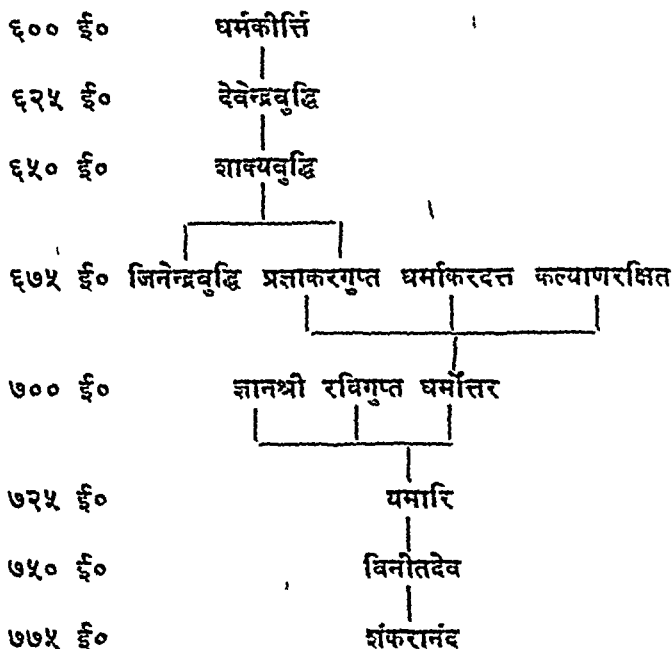 ६०० ई० धर्मकीर्त्ति
६२५ ई० देवेन्द्रबुद्धि
६५० ई० शाक्यबुद्धि
६७५ ई० जिनेन्द्रबुद्धि प्रज्ञाकरगुप्त धर्माकरदत्त कल्याणरक्षित
७०० ई० ज्ञानश्री रविगुप्त धर्मोत्तर
७२५ ई० यमारि
७५० ई० विनीतदेव
७७५ ई० शंकरानंद